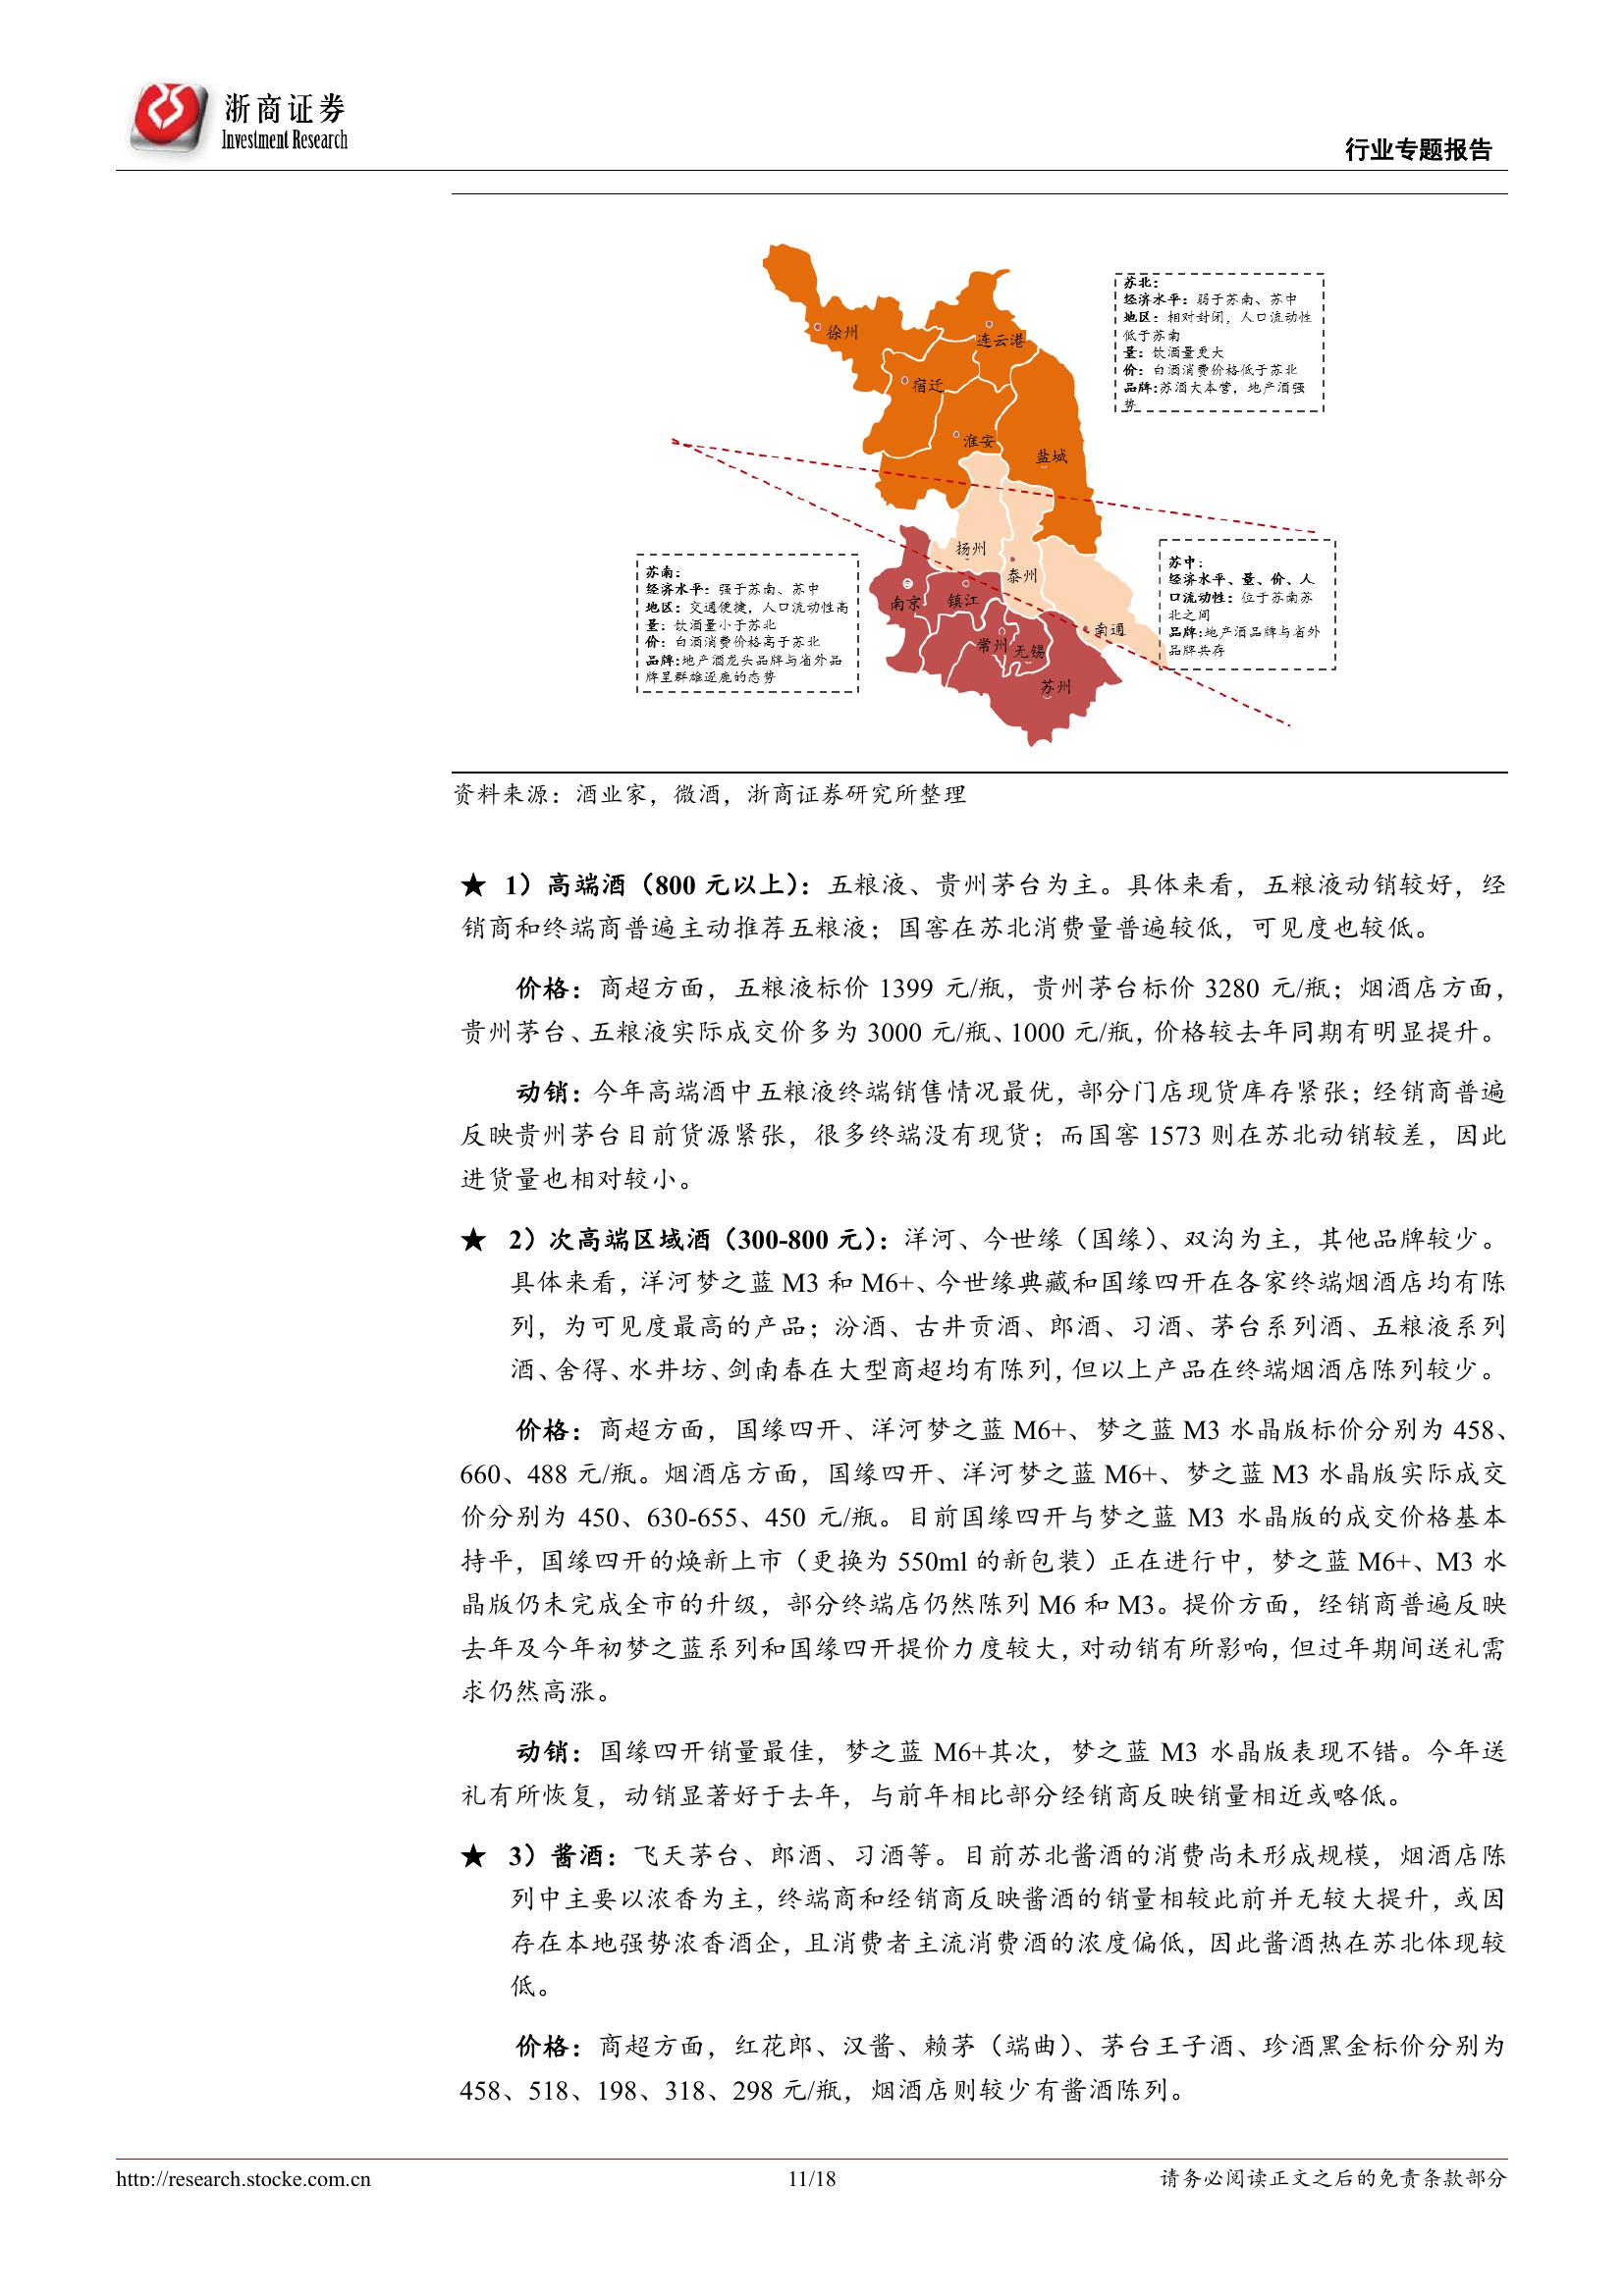 浙商证券
Investment Research
行业专题报告
徐州
连云港
宿迁
淮安
盐城
扬州
泰州
南京
镇江
南通
常州
无锡
苏州
苏北：
经济水平：弱于苏南、苏中
地区：相对封闭，人口流动性
低于苏南
量：饮酒量更大
价：白酒消费价格低于苏北
品牌:苏酒大本营，地产酒强
势
苏南：
经济水平：强于苏南、苏中
地区：交通便捷，人口流动性高
量：饮酒量小于苏北
价：白酒消费价格高于苏北
品牌:地产酒龙头品牌与省外品
牌呈群雄逐鹿的态势
苏中：
经济水平、量、价、人
口流动性：位于苏南苏
北之间
品牌:地产酒品牌与省外
品牌共存
资料来源：酒业家，微酒，浙商证券研究所整理
★ 1）高端酒（800 元以上）：五粮液、贵州茅台为主。具体来看，五粮液动销较好，经
销商和终端商普遍主动推荐五粮液；国窖在苏北消费量普遍较低，可见度也较低。
价格：商超方面，五粮液标价 1399 元/瓶，贵州茅台标价 3280 元/瓶；烟酒店方面，
贵州茅台、五粮液实际成交价多为 3000 元/瓶、1000 元/瓶，价格较去年同期有明显提升。
动销：今年高端酒中五粮液终端销售情况最优，部分门店现货库存紧张；经销商普遍
反映贵州茅台目前货源紧张，很多终端没有现货；而国窖 1573 则在苏北动销较差，因此
进货量也相对较小。
★ 2）次高端区域酒（300-800 元）：洋河、今世缘（国缘）、双沟为主，其他品牌较少。
具体来看，洋河梦之蓝 M3 和 M6+、今世缘典藏和国缘四开在各家终端烟酒店均有陈
列，为可见度最高的产品；汾酒、古井贡酒、郎酒、习酒、茅台系列酒、五粮液系列
酒、舍得、水井坊、剑南春在大型商超均有陈列，但以上产品在终端烟酒店陈列较少。
价格：商超方面，国缘四开、洋河梦之蓝 M6+、梦之蓝 M3 水晶版标价分别为 458、
660、488 元/瓶。烟酒店方面，国缘四开、洋河梦之蓝 M6+、梦之蓝 M3 水晶版实际成交
价分别为 450、630-655、450 元/瓶。目前国缘四开与梦之蓝 M3 水晶版的成交价格基本
持平，国缘四开的焕新上市（更换为 550ml 的新包装）正在进行中，梦之蓝 M6+、M3 水
晶版仍未完成全市的升级，部分终端店仍然陈列 M6 和 M3。提价方面，经销商普遍反映
去年及今年初梦之蓝系列和国缘四开提价力度较大，对动销有所影响，但过年期间送礼需
求仍然高涨。
动销：国缘四开销量最佳，梦之蓝 M6+其次，梦之蓝 M3 水晶版表现不错。今年送
礼有所恢复，动销显著好于去年，与前年相比部分经销商反映销量相近或略低。
★ 3）酱酒：飞天茅台、郎酒、习酒等。目前苏北酱酒的消费尚未形成规模，烟酒店陈
列中主要以浓香为主，终端商和经销商反映酱酒的销量相较此前并无较大提升，或因
存在本地强势浓香酒企，且消费者主流消费酒的浓度偏低，因此酱酒热在苏北体现较
低。
价格：商超方面，红花郎、汉酱、赖茅（端曲）、茅台王子酒、珍酒黑金标价分别为
458、518、198、318、298 元/瓶，烟酒店则较少有酱酒陈列。
http://research.stocke.com.cn
11/18
请务必阅读正文之后的免责条款部分